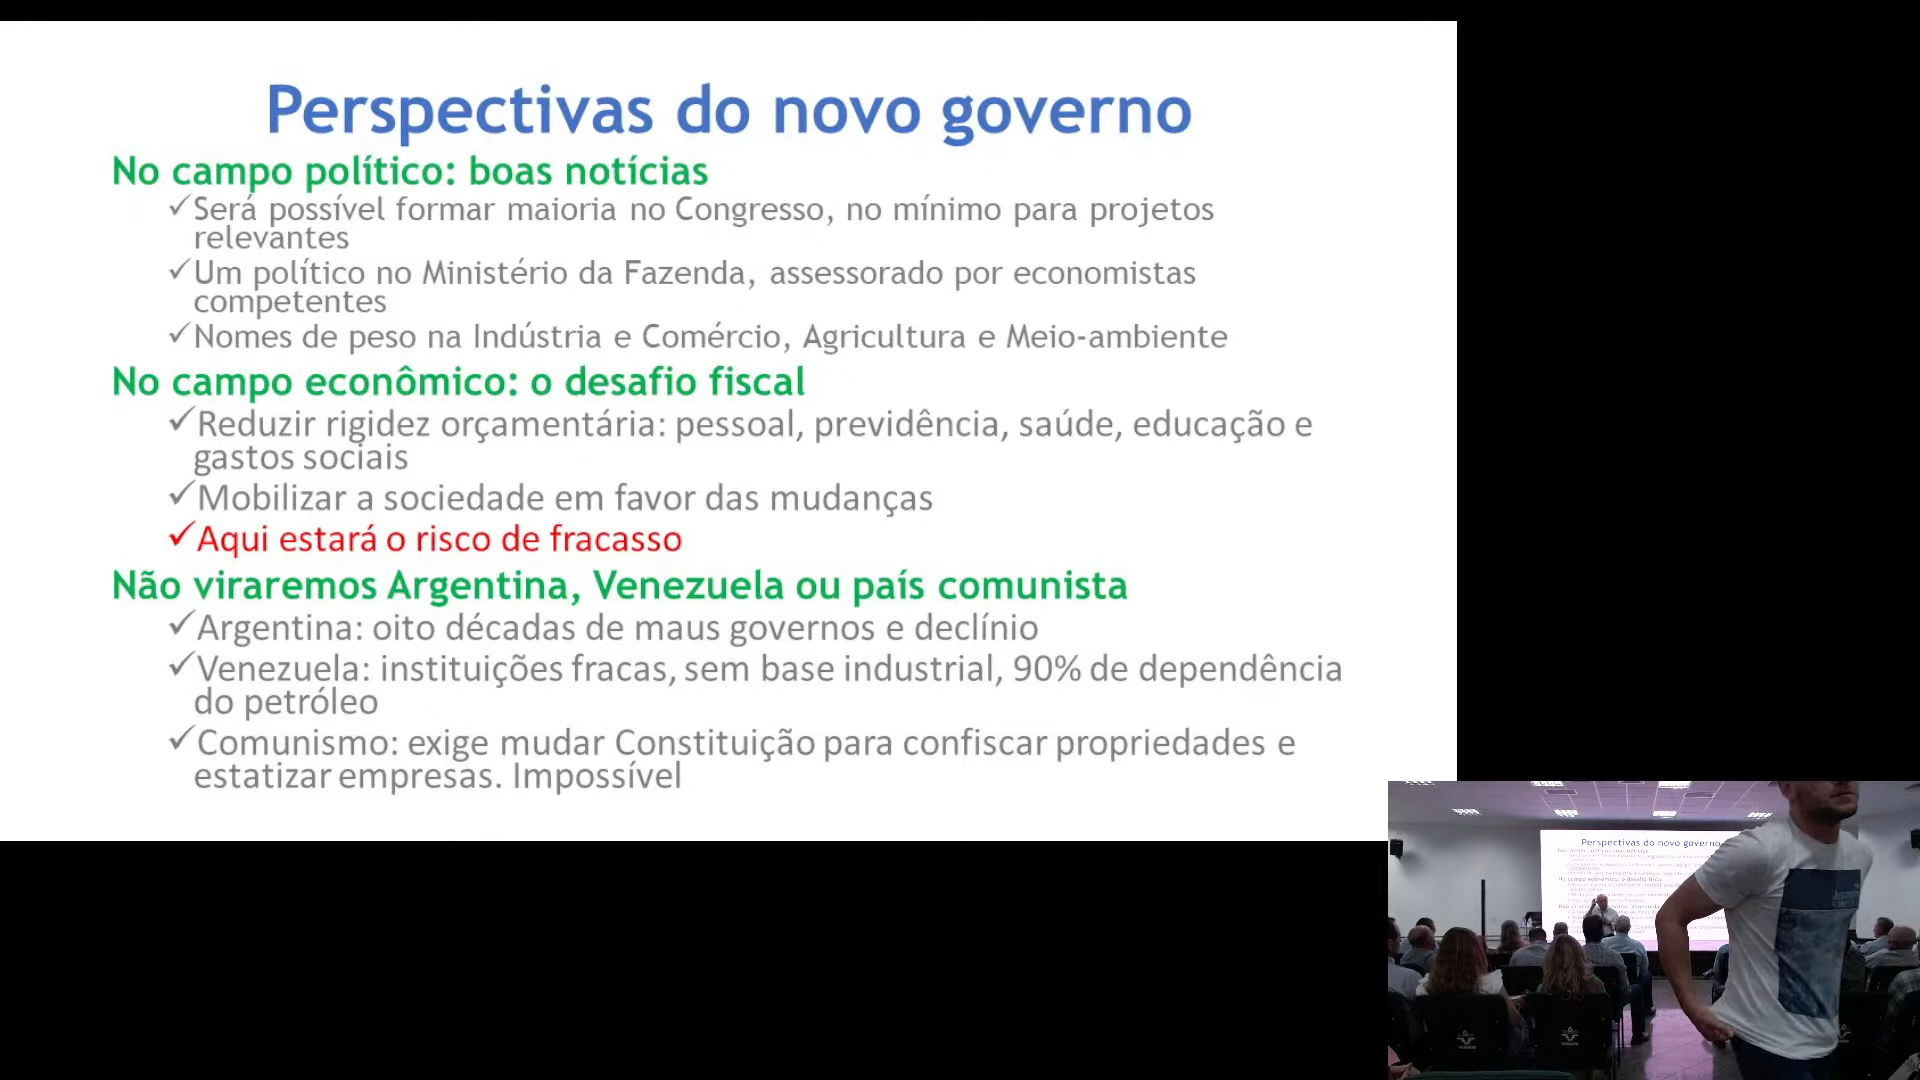 Perspectivas do novo governo
No campo político: boas notícias
✓Será possível formar maioria no Congresso, no mínimo para projetos
relevantes
✓Um político no Ministério da Fazenda, assessorado por economistas
competentes
✓Nomes de peso na Indústria e Comércio, Agricultura e Meio-ambiente
No campo econômico: o desafio fiscal
✓Reduzir rigidez orçamentária: pessoal, previdência, saúde, educação e
gastos sociais
✓Mobilizar a sociedade em favor das mudanças
✓Aqui estará o risco de fracasso
Não viraremos Argentina, Venezuela ou país comunista
✓Argentina: oito décadas de maus governos e declínio
✓Venezuela: instituições fracas, sem base industrial, 90% de dependência
do petróleo
✓Comunismo: exige mudar Constituição para confiscar propriedades e
estatizar empresas. Impossível
Perspectivas do novo governo